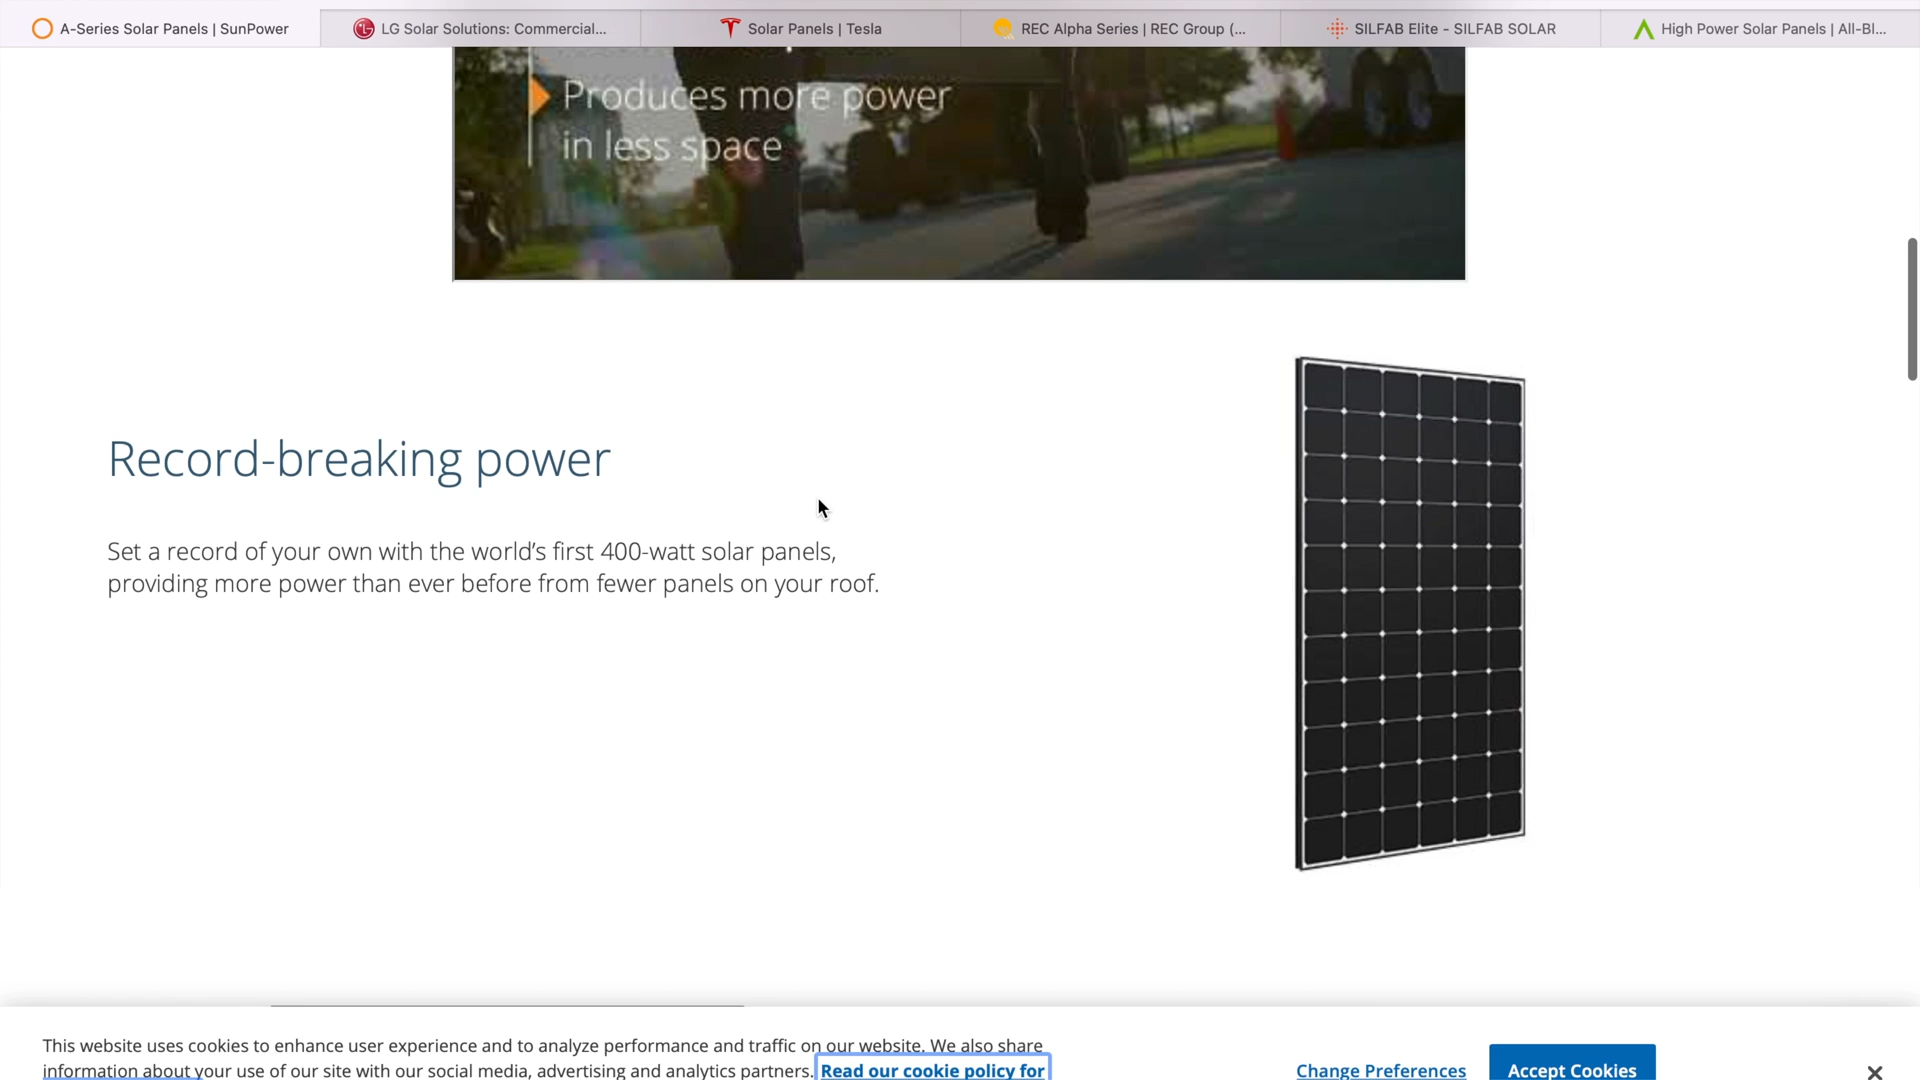 A-Series Solar Panels | SunPower
LG Solar Solutions: Commercial...
Solar Panels | Tesla
REC Alpha Series | REC Group (...
SILFAB Elite - SILFAB SOLAR
High Power Solar Panels | All-Bl...
Produces more power
in less space
Record-breaking power
Set a record of your own with the world’s first 400-watt solar panels,
providing more power than ever before from fewer panels on your roof.
This website uses cookies to enhance user experience and to analyze performance and traffic on our website. We also share
information about your use of our site with our social media, advertising and analytics partners. Read our cookie policy for
Change Preferences
Accept Cookies